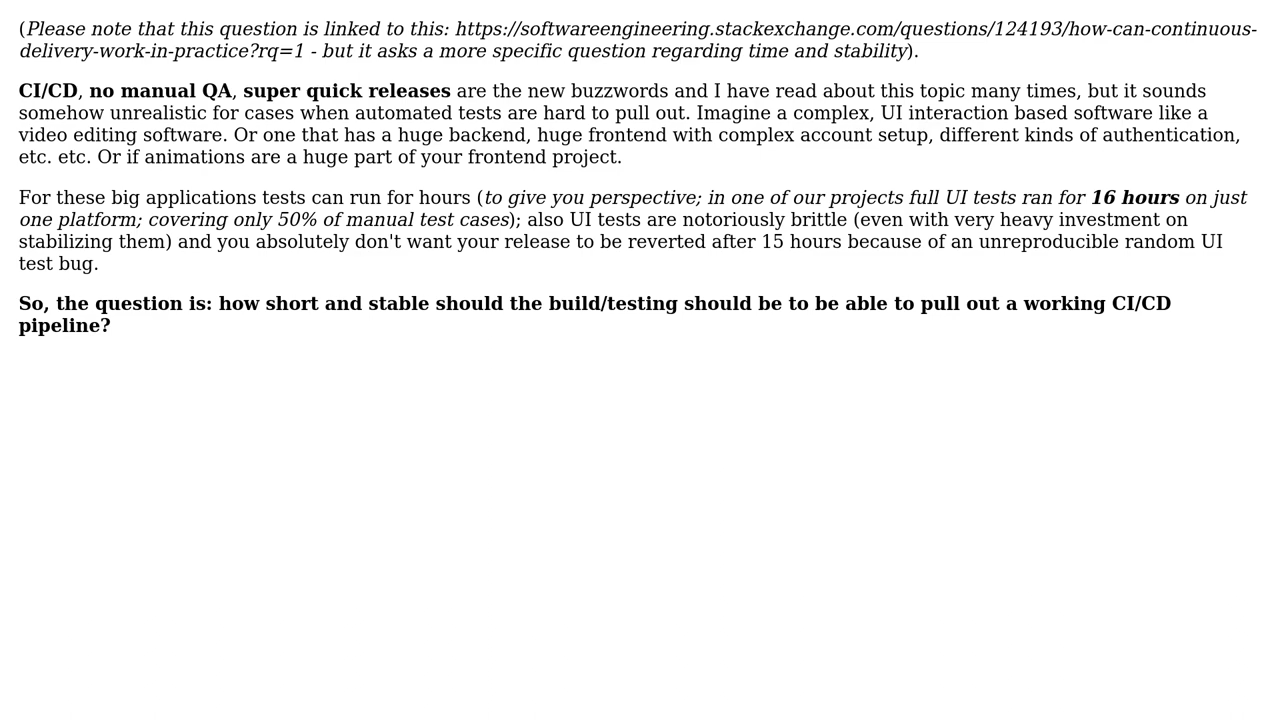 (Please note that this question is linked to this: https://softwareengineering.stackexchange.com/questions/124193/how-can-continuous-
delivery-work-in-practice?rq=1 - but it asks a more specific question regarding time and stability).
CI/CD, no manual QA, super quick releases are the new buzzwords and I have read about this topic many times, but it sounds
somehow unrealistic for cases when automated tests are hard to pull out. Imagine a complex, UI interaction based software like a
video editing software. Or one that has a huge backend, huge frontend with complex account setup, different kinds of authentication,
etc. etc. Or if animations are a huge part of your frontend project.
For these big applications tests can run for hours (to give you perspective; in one of our projects full UI tests ran for 16 hours on just
one platform; covering only 50% of manual test cases); also UI tests are notoriously brittle (even with very heavy investment on
stabilizing them) and you absolutely don't want your release to be reverted after 15 hours because of an unreproducible random UI
test bug.
So, the question is: how short and stable should the build/testing should be to be able to pull out a working CI/CD
pipeline?